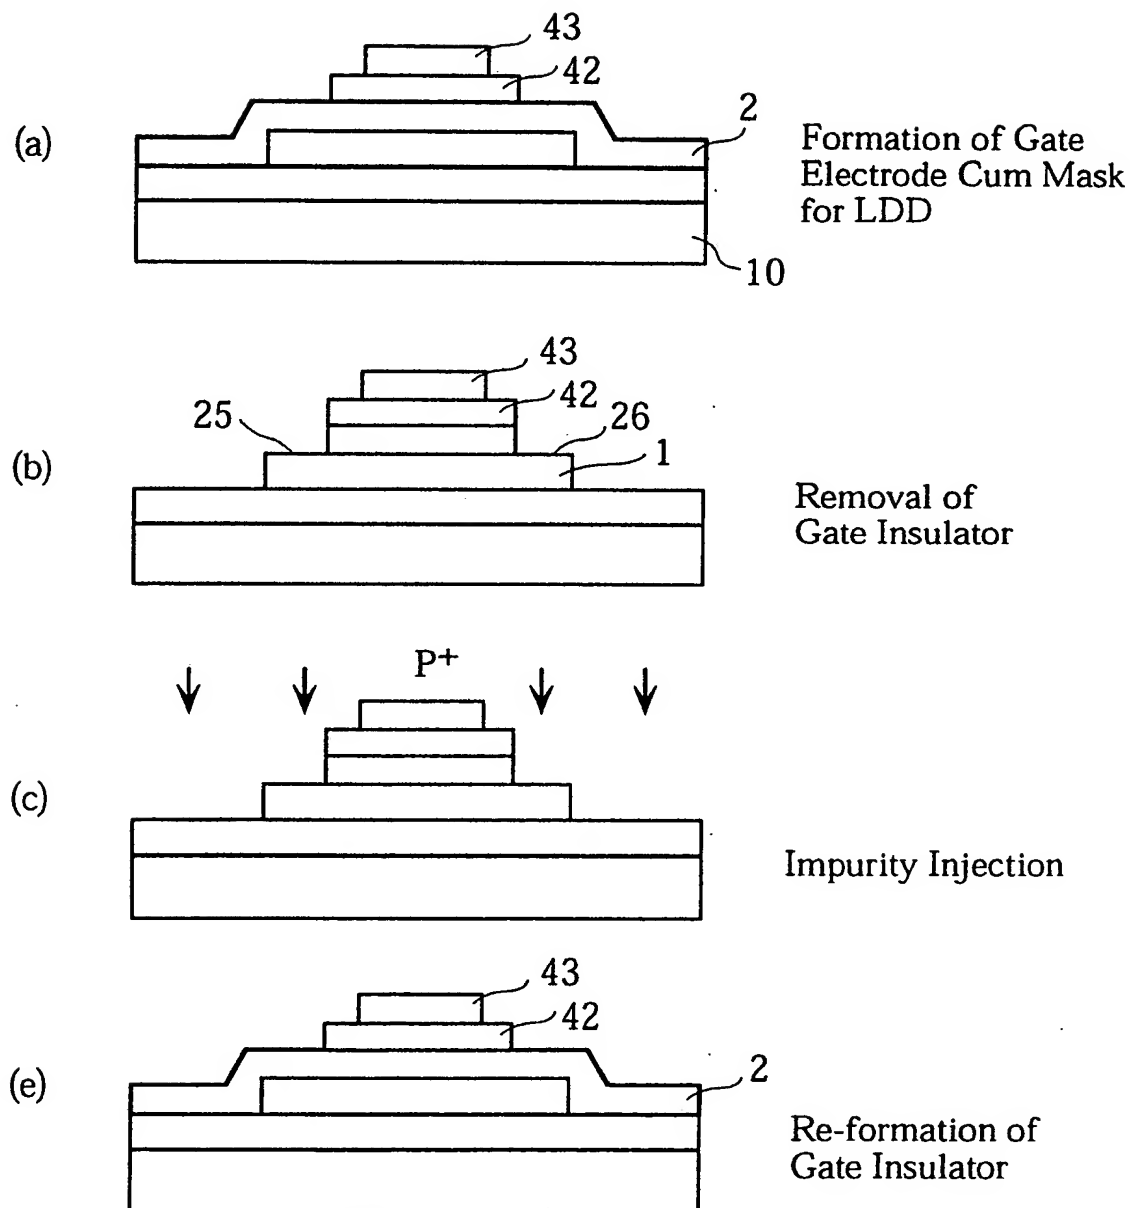 43
42
2
(a)
Formation of Gate
Electrode Cum Mask
for LDD
10
43
42
25
26
1
(b)
Removal of
Gate Insulator
P+
(c)
Impurity Injection
43
42
2
(e)
Re-formation of
Gate Insulator